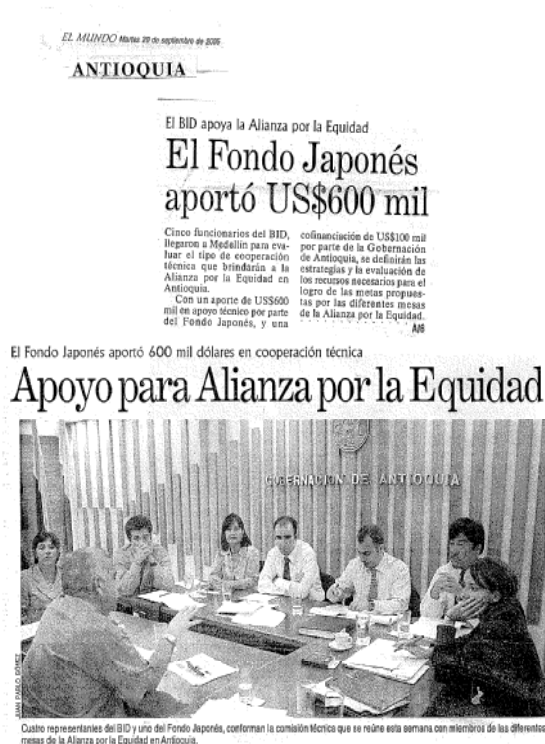 EL MUNDO Martes 20 de septiembre de 2005
ANTIOQUIA
El BID apoya la Alianza por la Equidad
El Fondo Japonés
aportó US$600 mil
Cinco funcionarios del BID,
llegaron a Medellín para eva-
luar el tipo de cooperación
técnica que brindarán a la
Alianza por la Equidad en
Antioquia.
Con un aporte de US$600
mil en apoyo técnico por parte
del Fondo Japonés, y una
cofinanciación de US$100 mil
por parte de la Gobernación
de Antioquia, se definirán las
estrategias y la evaluación de
los recursos necesarios para el
logro de las metas propues-
tas por las diferentes mesas
de la Alianza por la Equidad.
A/6
El Fondo Japonés aportó 600 mil dólares en cooperación técnica
Apoyo para Alianza por la Equidad
GOBERNACION DE ANTIOQUIA
JUAN PABLO GÓMEZ
Cuatro representantes del BID y uno del Fondo Japonés, conforman la comisión técnica que se reúne esta semana con miembros de las diferentes
mesas de la Alianza por la Equidad en Antioquia.